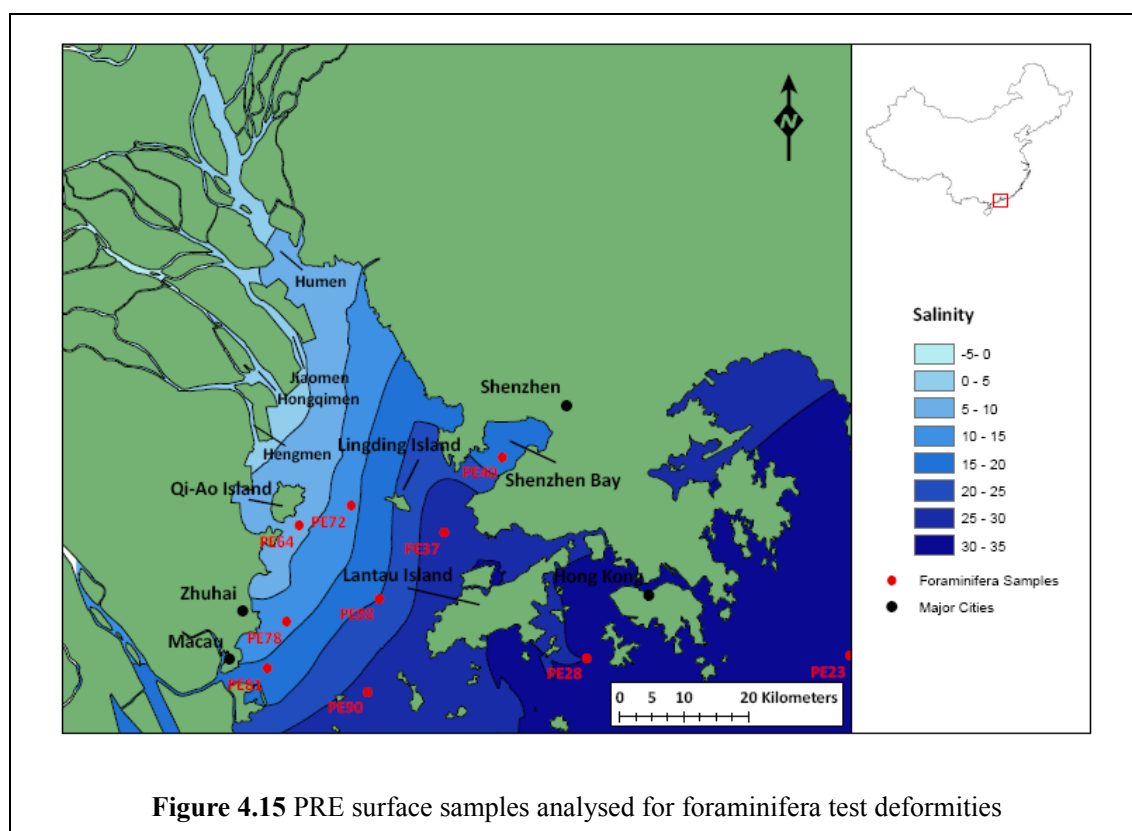 N
Humen
Jiaomen
Hongqimen
Shenzhen
Hengmen
Lingding Island
PE40
Qi-Ao Island
Shenzhen Bay
PE72
PE64
PE37
Lantau Island
Hong Kong
Zhuhai
PE88
PE78
Macau
PE28
PE23
PE81
PE90
0 5 10 20 Kilometers
Salinity
-5- 0
0 - 5
5 - 10
10 - 15
15 - 20
20 - 25
25 - 30
30 - 35
Foraminifera Samples
Major Cities
Figure 4.15 PRE surface samples analysed for foraminifera test deformities